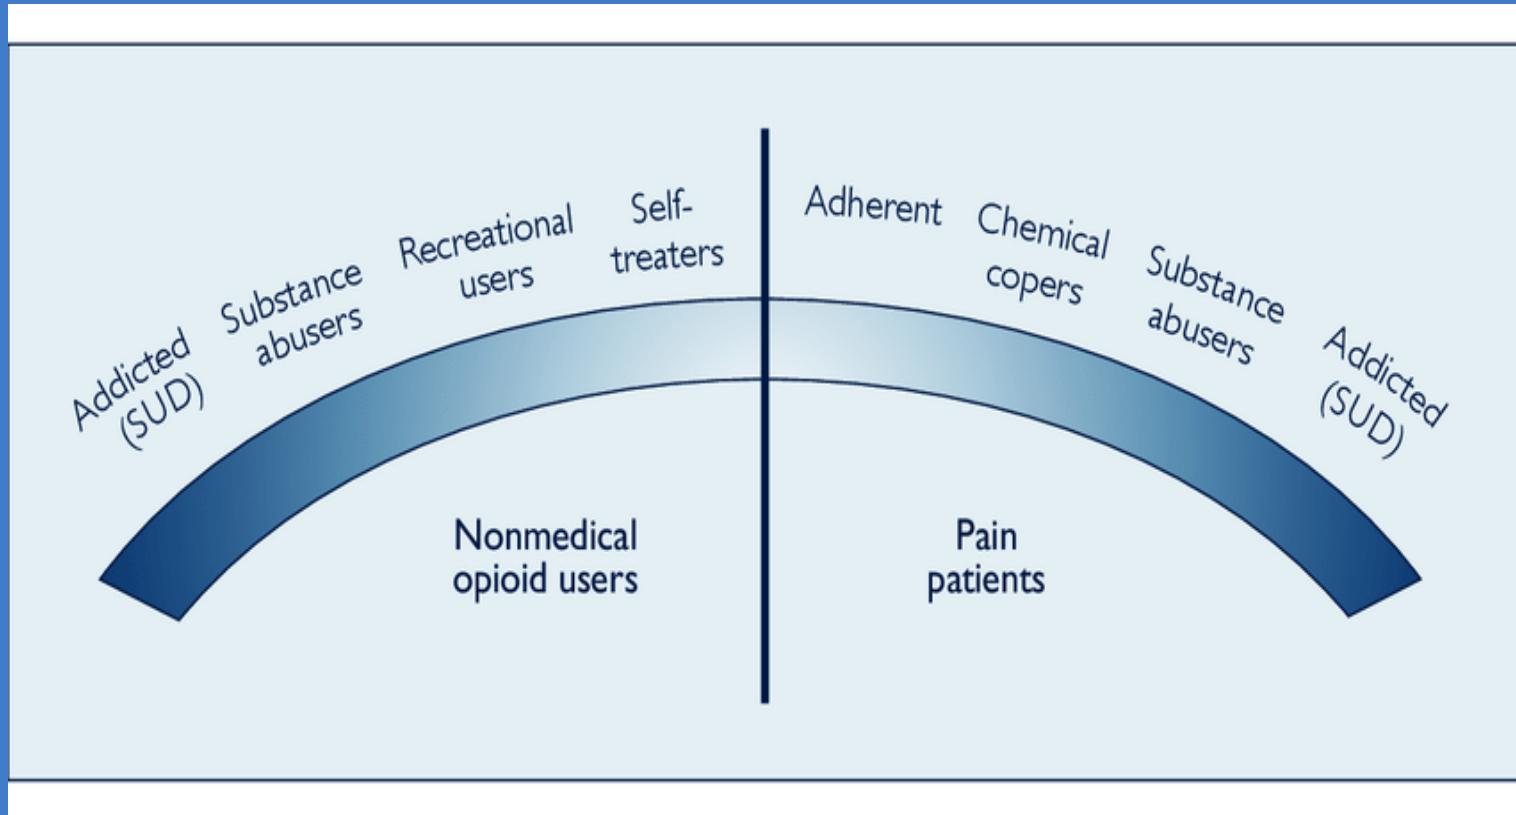 Addicted
(SUD)
Substance
abusers
Recreational
users
Self-
treaters
Adherent
Chemical
copers
Substance
abusers
Addicted
(SUD)
Nonmedical
opioid users
Pain
patients